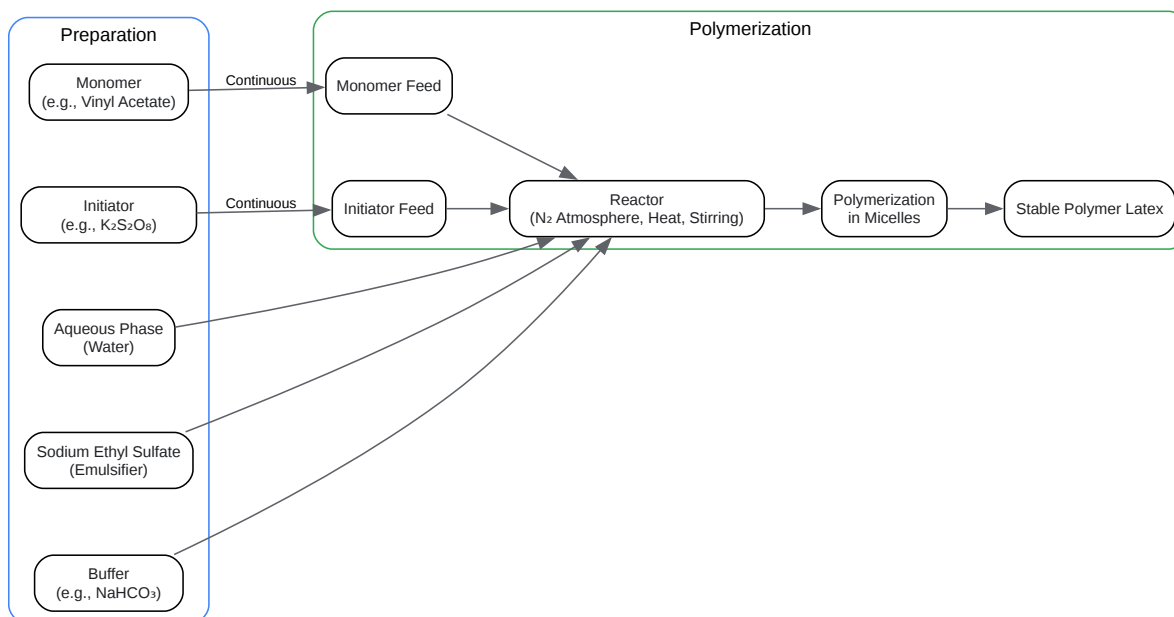 Preparation
Monomer
(e.g., Vinyl Acetate)
Continuous
Initiator
(e.g., K₂S₂O₈)
Continuous
Aqueous Phase
(Water)
Sodium Ethyl Sulfate
(Emulsifier)
Buffer
(e.g., NaHCO₃)
Polymerization
Monomer Feed
Initiator Feed
Reactor
(N₂ Atmosphere, Heat, Stirring)
Polymerization
in Micelles
Stable Polymer Latex